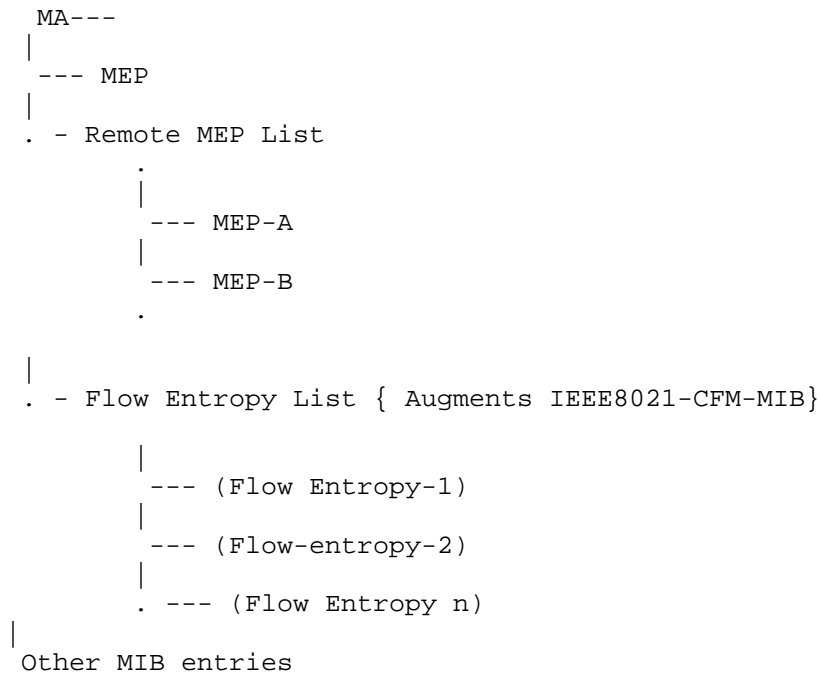 MA---
|
--- MEP
|
. - Remote MEP List
.
|
--- MEP-A
|
--- MEP-B
.
|
. - Flow Entropy List { Augments IEEE8021-CFM-MIB}
|
--- (Flow Entropy-1)
|
--- (Flow-entropy-2)
|
. --- (Flow Entropy n)
|
Other MIB entries